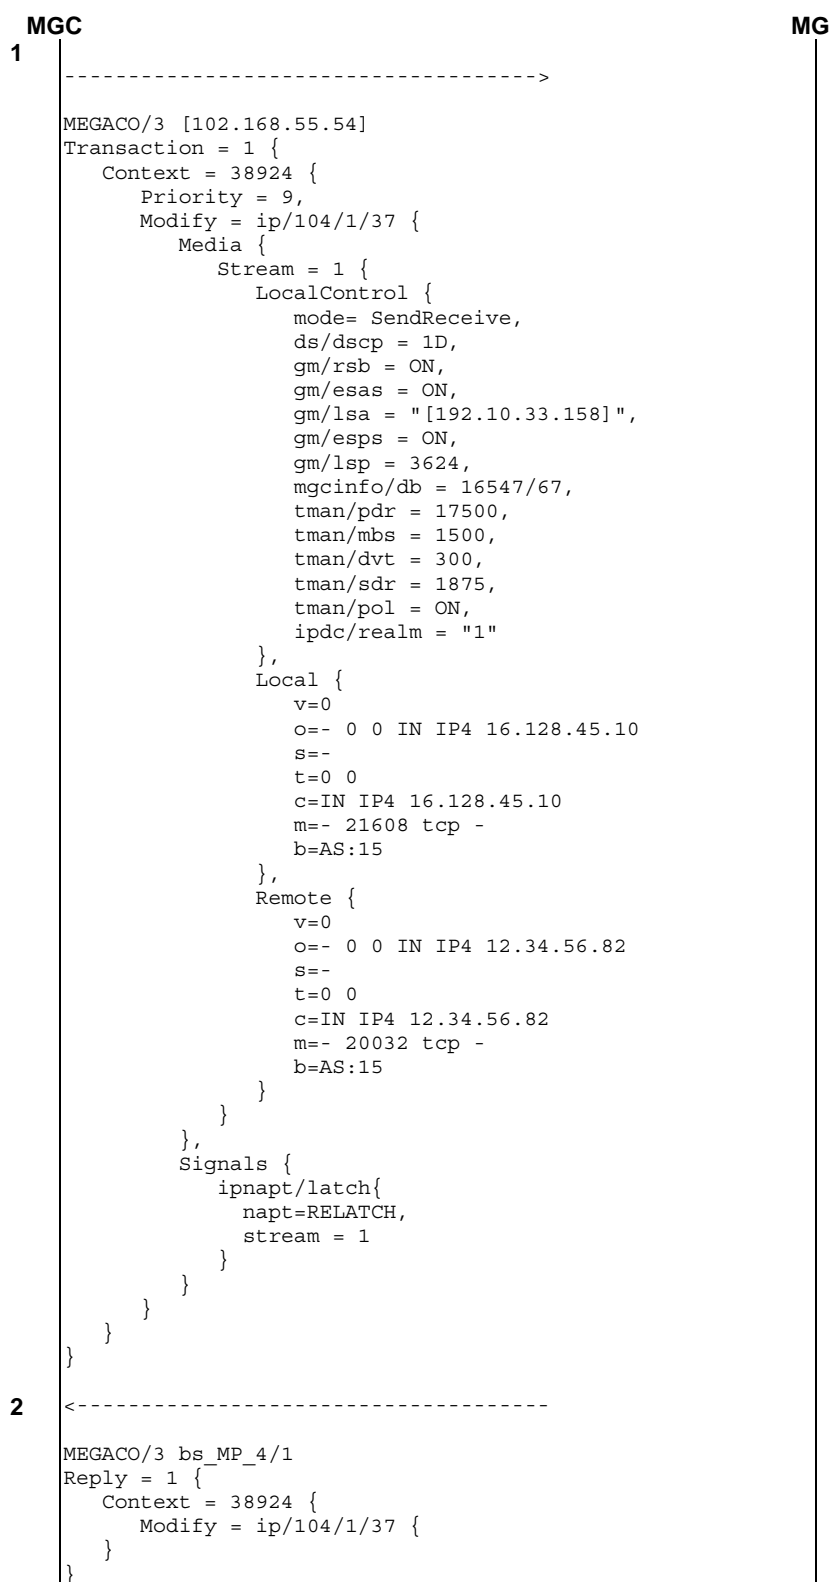 MGC MG
1
------------------------------------->
MEGACO/3 [102.168.55.54]
Transaction = 1 {
   Context = 38924 {
      Priority = 9,
      Modify = ip/104/1/37 {
         Media {
            Stream = 1 {
               LocalControl {
                  mode= SendReceive,
                  ds/dscp = 1D,
                  gm/rsb = ON,
                  gm/esas = ON,
                  gm/lsa = "[192.10.33.158]",
                  gm/esps = ON,
                  gm/lsp = 3624,
                  mgcinfo/db = 16547/67,
                  tman/pdr = 17500,
                  tman/mbs = 1500,
                  tman/dvt = 300,
                  tman/sdr = 1875,
                  tman/pol = ON,
                  ipdc/realm = "1"
               },
               Local {
                  v=0
                  o=- 0 0 IN IP4 16.128.45.10
                  s=-
                  t=0 0
                  c=IN IP4 16.128.45.10
                  m=- 21608 tcp -
                  b=AS:15
               },
               Remote {
                  v=0
                  o=- 0 0 IN IP4 12.34.56.82
                  s=-
                  t=0 0
                  c=IN IP4 12.34.56.82
                  m=- 20032 tcp -
                  b=AS:15
               }
            }
         },
         Signals {
            ipnapt/latch{
              napt=RELATCH,
              stream = 1
            }
         }
      }
   }
}
2 <-------------------------------------
MEGACO/3 bs_MP_4/1
Reply = 1 {
   Context = 38924 {
      Modify = ip/104/1/37 {
   }
}